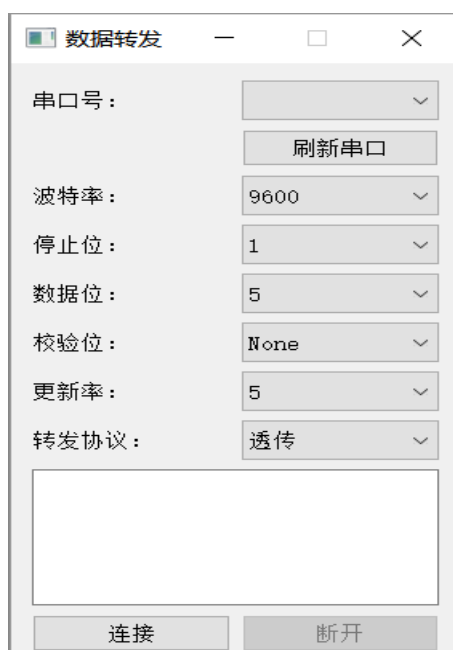 数据转发
串口号：
刷新串口
波特率： 9600
停止位： 1
数据位： 5
校验位： None
更新率： 5
转发协议： 透传
连接 断开